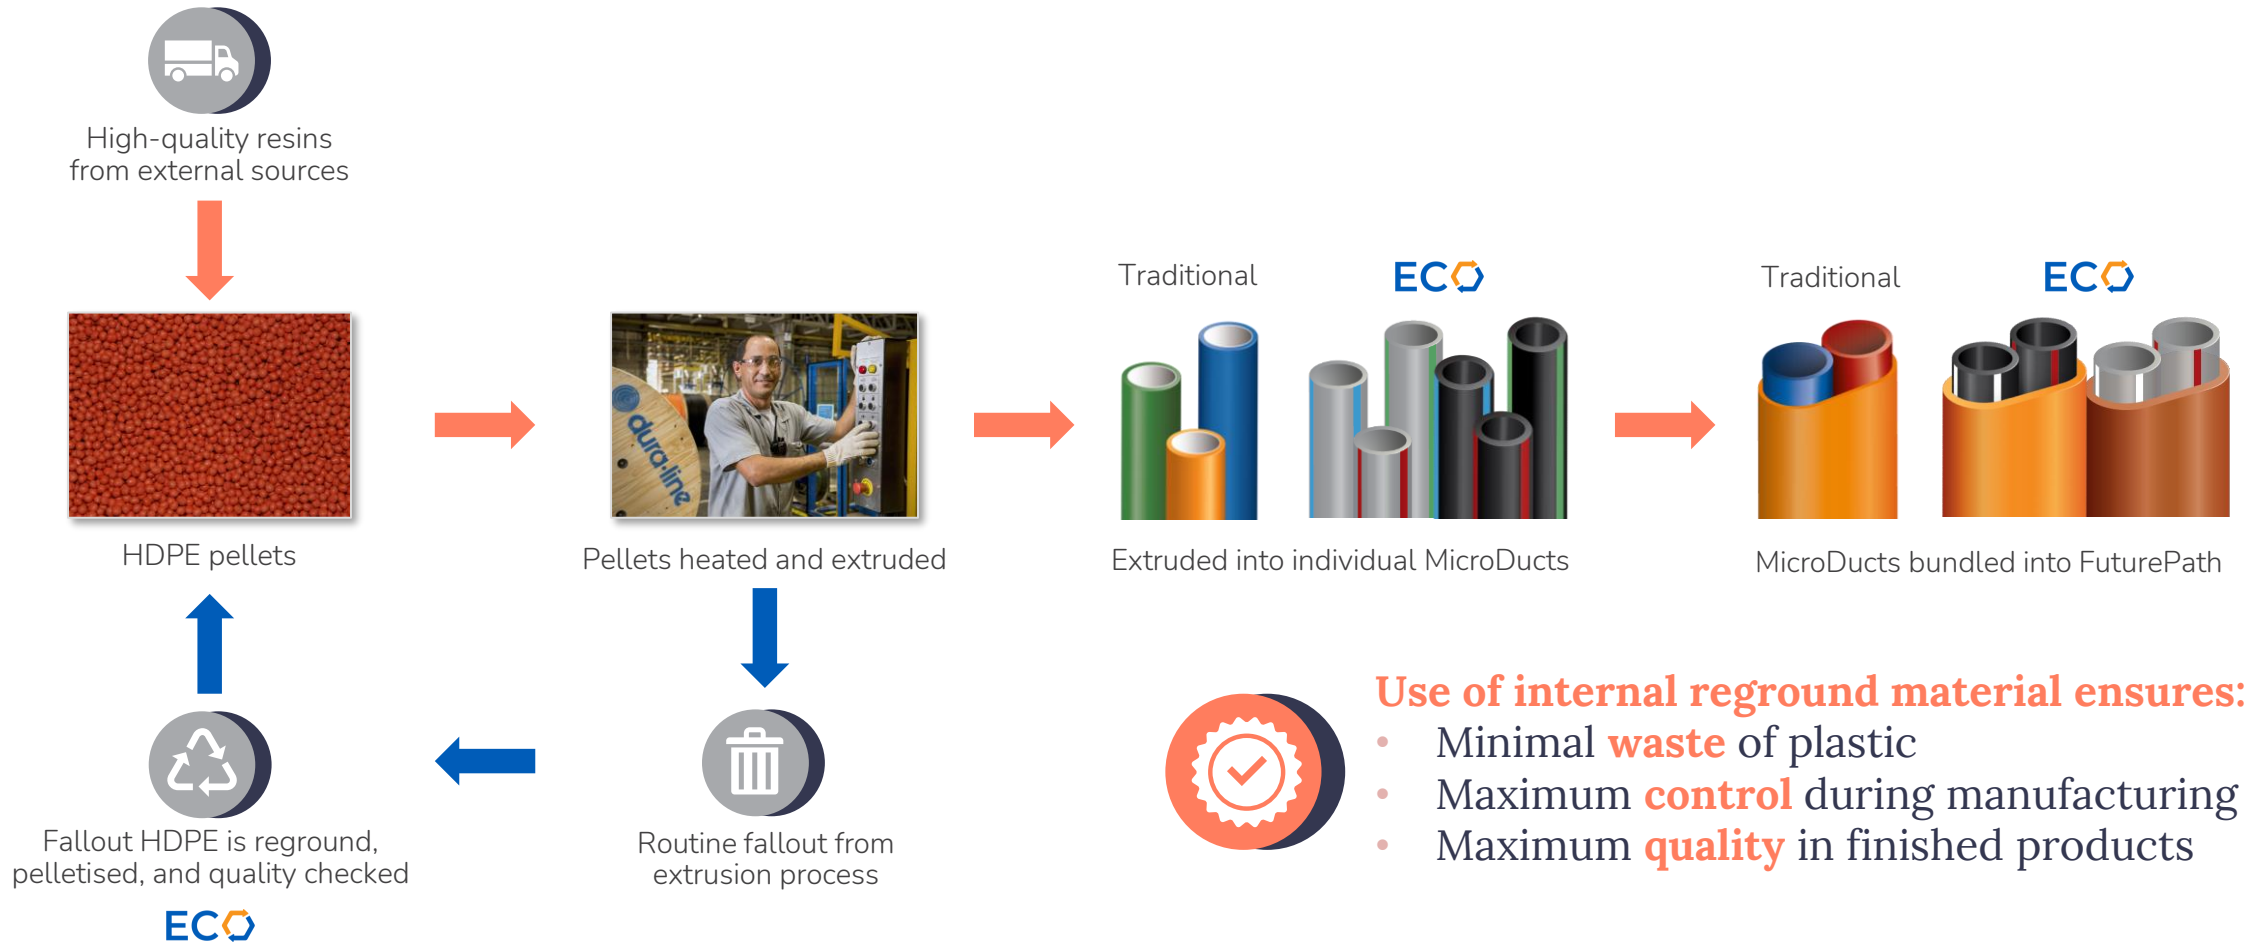 High-quality resins
from external sources
HDPE pellets
dura-line
Pellets heated and extruded
Traditional
ECO
Extruded into individual MicroDucts
Traditional
ECO
MicroDucts bundled into FuturePath
Fallout HDPE is reground,
pelletised, and quality checked
ECO
Routine fallout from
extrusion process
Use of internal reground material ensures:
• Minimal waste of plastic
• Maximum control during manufacturing
• Maximum quality in finished products